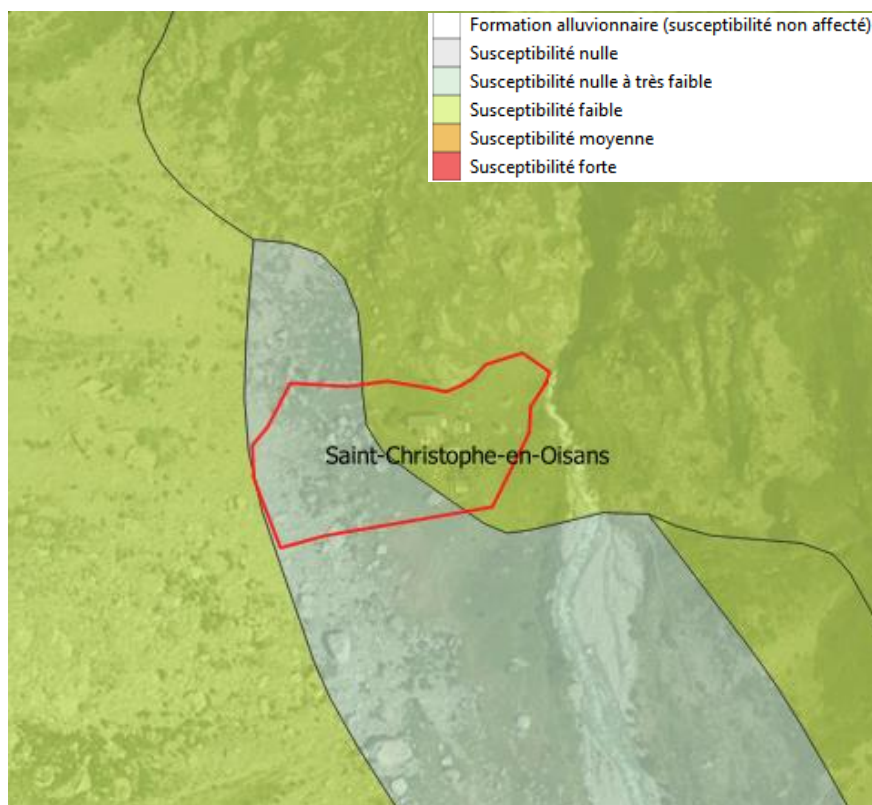 Formation alluvionnaire (susceptibilité non affecté)
Susceptibilité nulle
Susceptibilité nulle à très faible
Susceptibilité faible
Susceptibilité moyenne
Susceptibilité forte
Saint-Christophe-en-Oisans